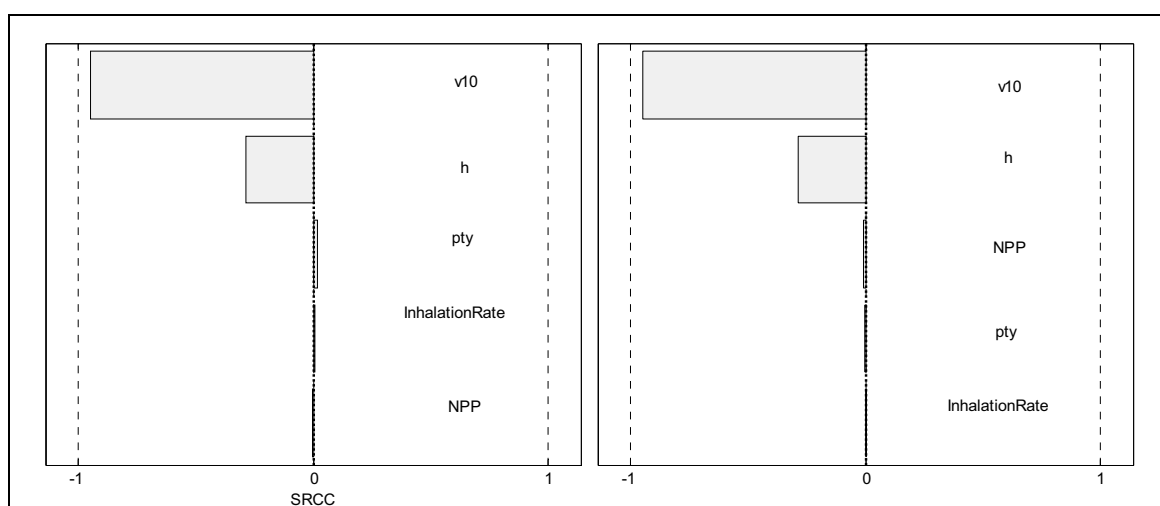 v10
h
pty
InhalationRate
NPP
-1 0 1
SRCC
v10
h
NPP
pty
InhalationRate
-1 0 1